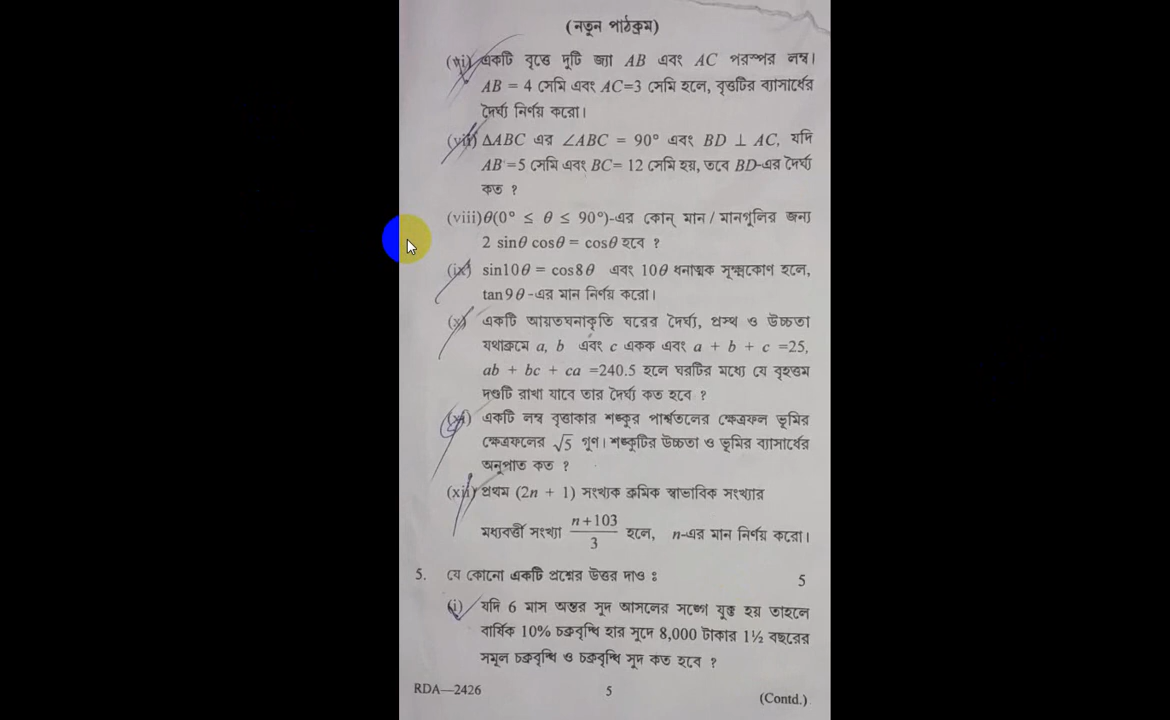 (নতুন পাঠক্রম)
(vi) একটি বৃত্তে দুটি জ্যা AB এবং AC পরস্পর লম্ব।
AB = 4 সেমি এবং AC=3 সেমি হলে, বৃত্তটির ব্যাসার্ধের
দৈর্ঘ্য নির্ণয় করো।
(vii) ΔABC এর ∠ABC = 90° এবং BD ⊥ AC, যদি
AB =5 সেমি এবং BC= 12 সেমি হয়, তবে BD-এর দৈর্ঘ্য
কত ?
(viii) θ(0° ≤ θ ≤ 90°)-এর কোন্ মান / মানগুলির জন্য
2 sinθ cosθ = cosθ হবে ?
(ix) sin10θ = cos8θ এবং 10θ ধনাত্মক সূক্ষ্মকোণ হলে,
tan9θ-এর মান নির্ণয় করো।
(x) একটি আয়তঘনাকৃতি ঘরের দৈর্ঘ্য, প্রস্থ ও উচ্চতা
যথাক্রমে a, b এবং c একক এবং a + b + c =25,
ab + bc + ca =240.5 হলে ঘরটির মধ্যে যে বৃহত্তম
দণ্ডটি রাখা যাবে তার দৈর্ঘ্য কত হবে ?
(xi) একটি লম্ব বৃত্তাকার শঙ্কুর পার্শ্বতলের ক্ষেত্রফল ভূমির
ক্ষেত্রফলের √5 গুণ। শঙ্কুটির উচ্চতা ও ভূমির ব্যাসার্ধের
অনুপাত কত ?
(xii) প্রথম (2n + 1) সংখ্যক ক্রমিক স্বাভাবিক সংখ্যার
মধ্যবর্ত্তী সংখ্যা (n+103)/3 হলে, n-এর মান নির্ণয় করো।
5. যে কোনো একটি প্রশ্নের উত্তর দাও ঃ 5
(i) যদি 6 মাস অন্তর সুদ আসলের সঙ্গে যুক্ত হয় তাহলে
বার্ষিক 10% চক্রবৃদ্ধি হার সুদে 8,000 টাকার 1½ বছরের
সমূল চক্রবৃদ্ধি ও চক্রবৃদ্ধি সুদ কত হবে ?
RDA—2426 5 (Contd.)